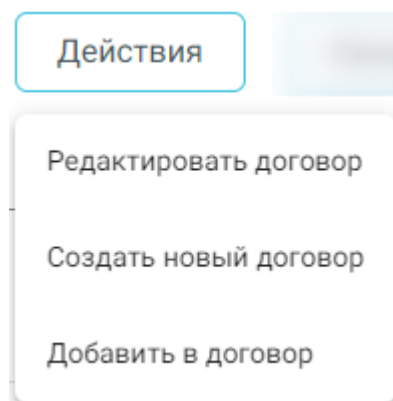 Действия
Редактировать договор
Создать новый договор
Добавить в договор